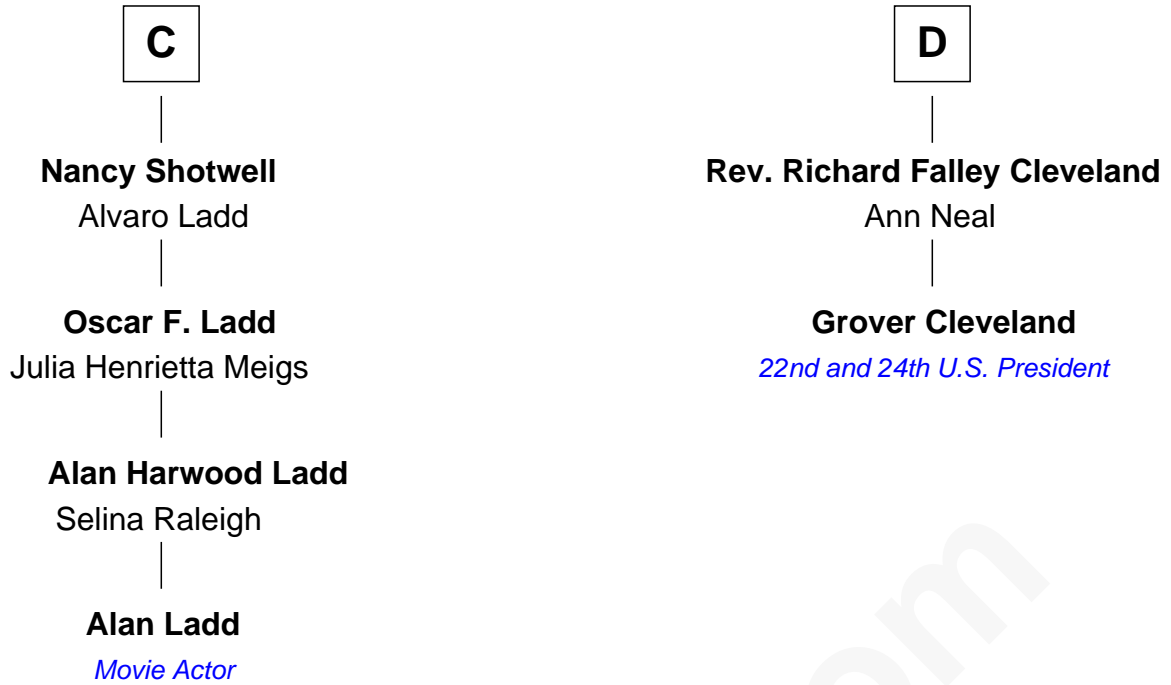 C
Nancy Shotwell
Alvaro Ladd
Oscar F. Ladd
Julia Henrietta Meigs
Alan Harwood Ladd
Selina Raleigh
Alan Ladd
Movie Actor
D
Rev. Richard Falley Cleveland
Ann Neal
Grover Cleveland
22nd and 24th U.S. President
om